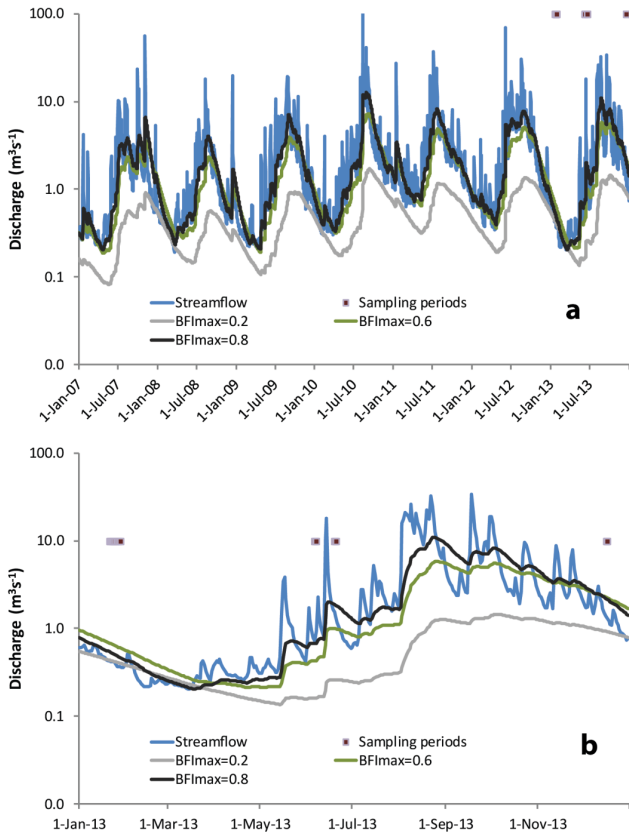 100.0
10.0
1.0
0.1
0.0
Discharge (m³s⁻¹)
Streamflow
Sampling periods
BFImax=0.2
BFImax=0.6
BFImax=0.8
a
1-Jan-07
1-Jul-07
1-Jan-08
1-Jul-08
1-Jan-09
1-Jul-09
1-Jan-10
1-Jul-10
1-Jan-11
1-Jul-11
1-Jan-12
1-Jul-12
1-Jan-13
1-Jul-13
100.0
10.0
1.0
0.1
0.0
Discharge (m³s⁻¹)
Streamflow
Sampling periods
BFImax=0.2
BFImax=0.6
BFImax=0.8
b
1-Jan-13
1-Mar-13
1-May-13
1-Jul-13
1-Sep-13
1-Nov-13